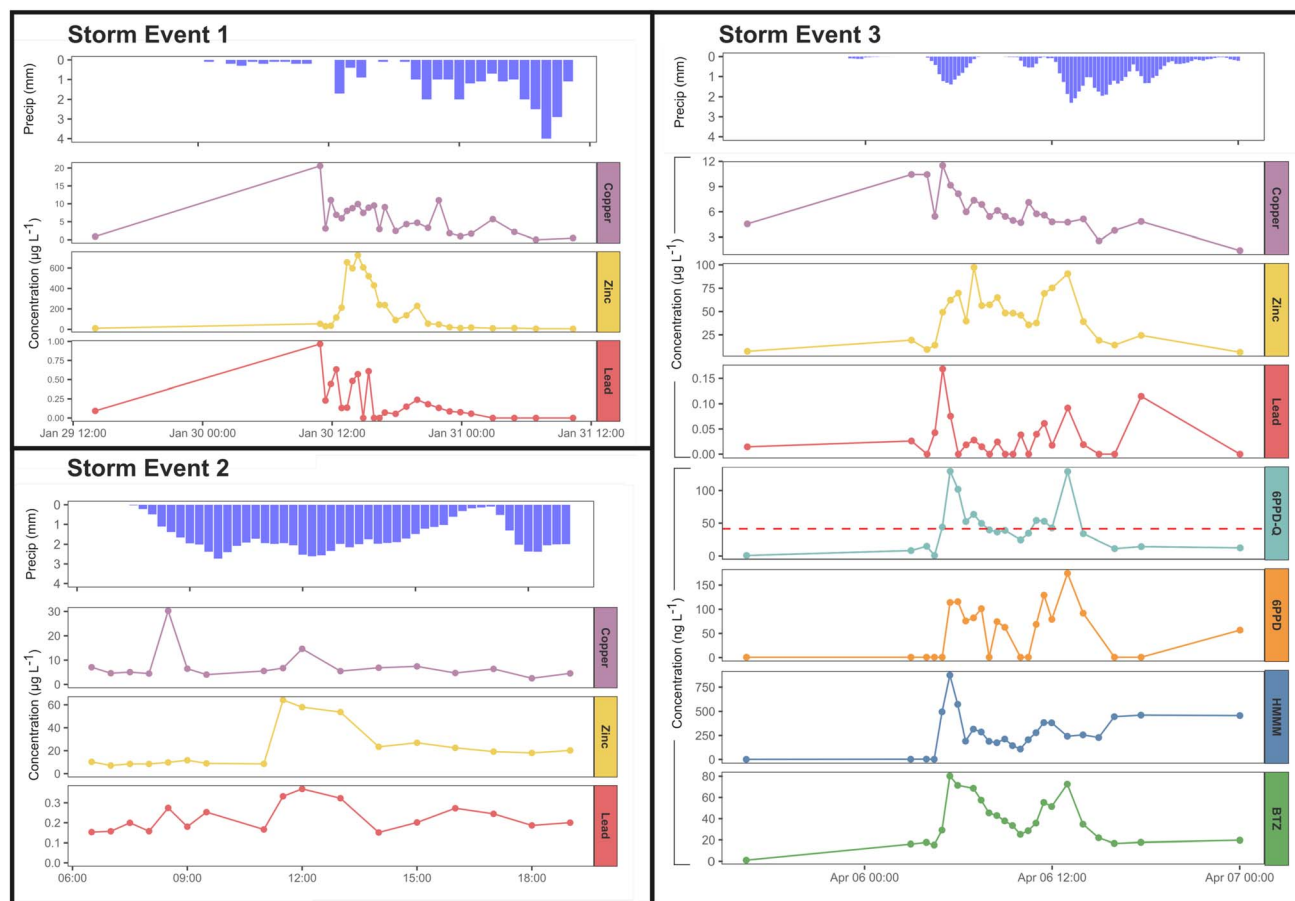 Storm Event 1
Precip (mm)
0
1
2
3
4
Concentration (µg L-1)
20
15
10
5
0
Copper
600
400
200
0
Zinc
1.00
0.75
0.50
0.25
0.00
Lead
Jan 29 12:00 Jan 30 00:00 Jan 30 12:00 Jan 31 00:00 Jan 31 12:00
Storm Event 2
Precip (mm)
0
1
2
3
4
Concentration (µg L-1)
30
20
10
0
Copper
60
40
20
0
Zinc
0.3
0.2
0.1
0.0
Lead
06:00 09:00 12:00 15:00 18:00
Storm Event 3
Precip (mm)
0
1
2
3
4
Concentration (µg L-1)
12
9
6
3
Copper
100
75
50
25
Zinc
0.15
0.10
0.05
0.00
Lead
Concentration (ng L-1)
100
50
0
6PPD-Q
150
100
50
0
6PPD
750
500
250
0
HMMM
80
60
40
20
0
BTZ
Apr 06 00:00 Apr 06 12:00 Apr 07 00:00